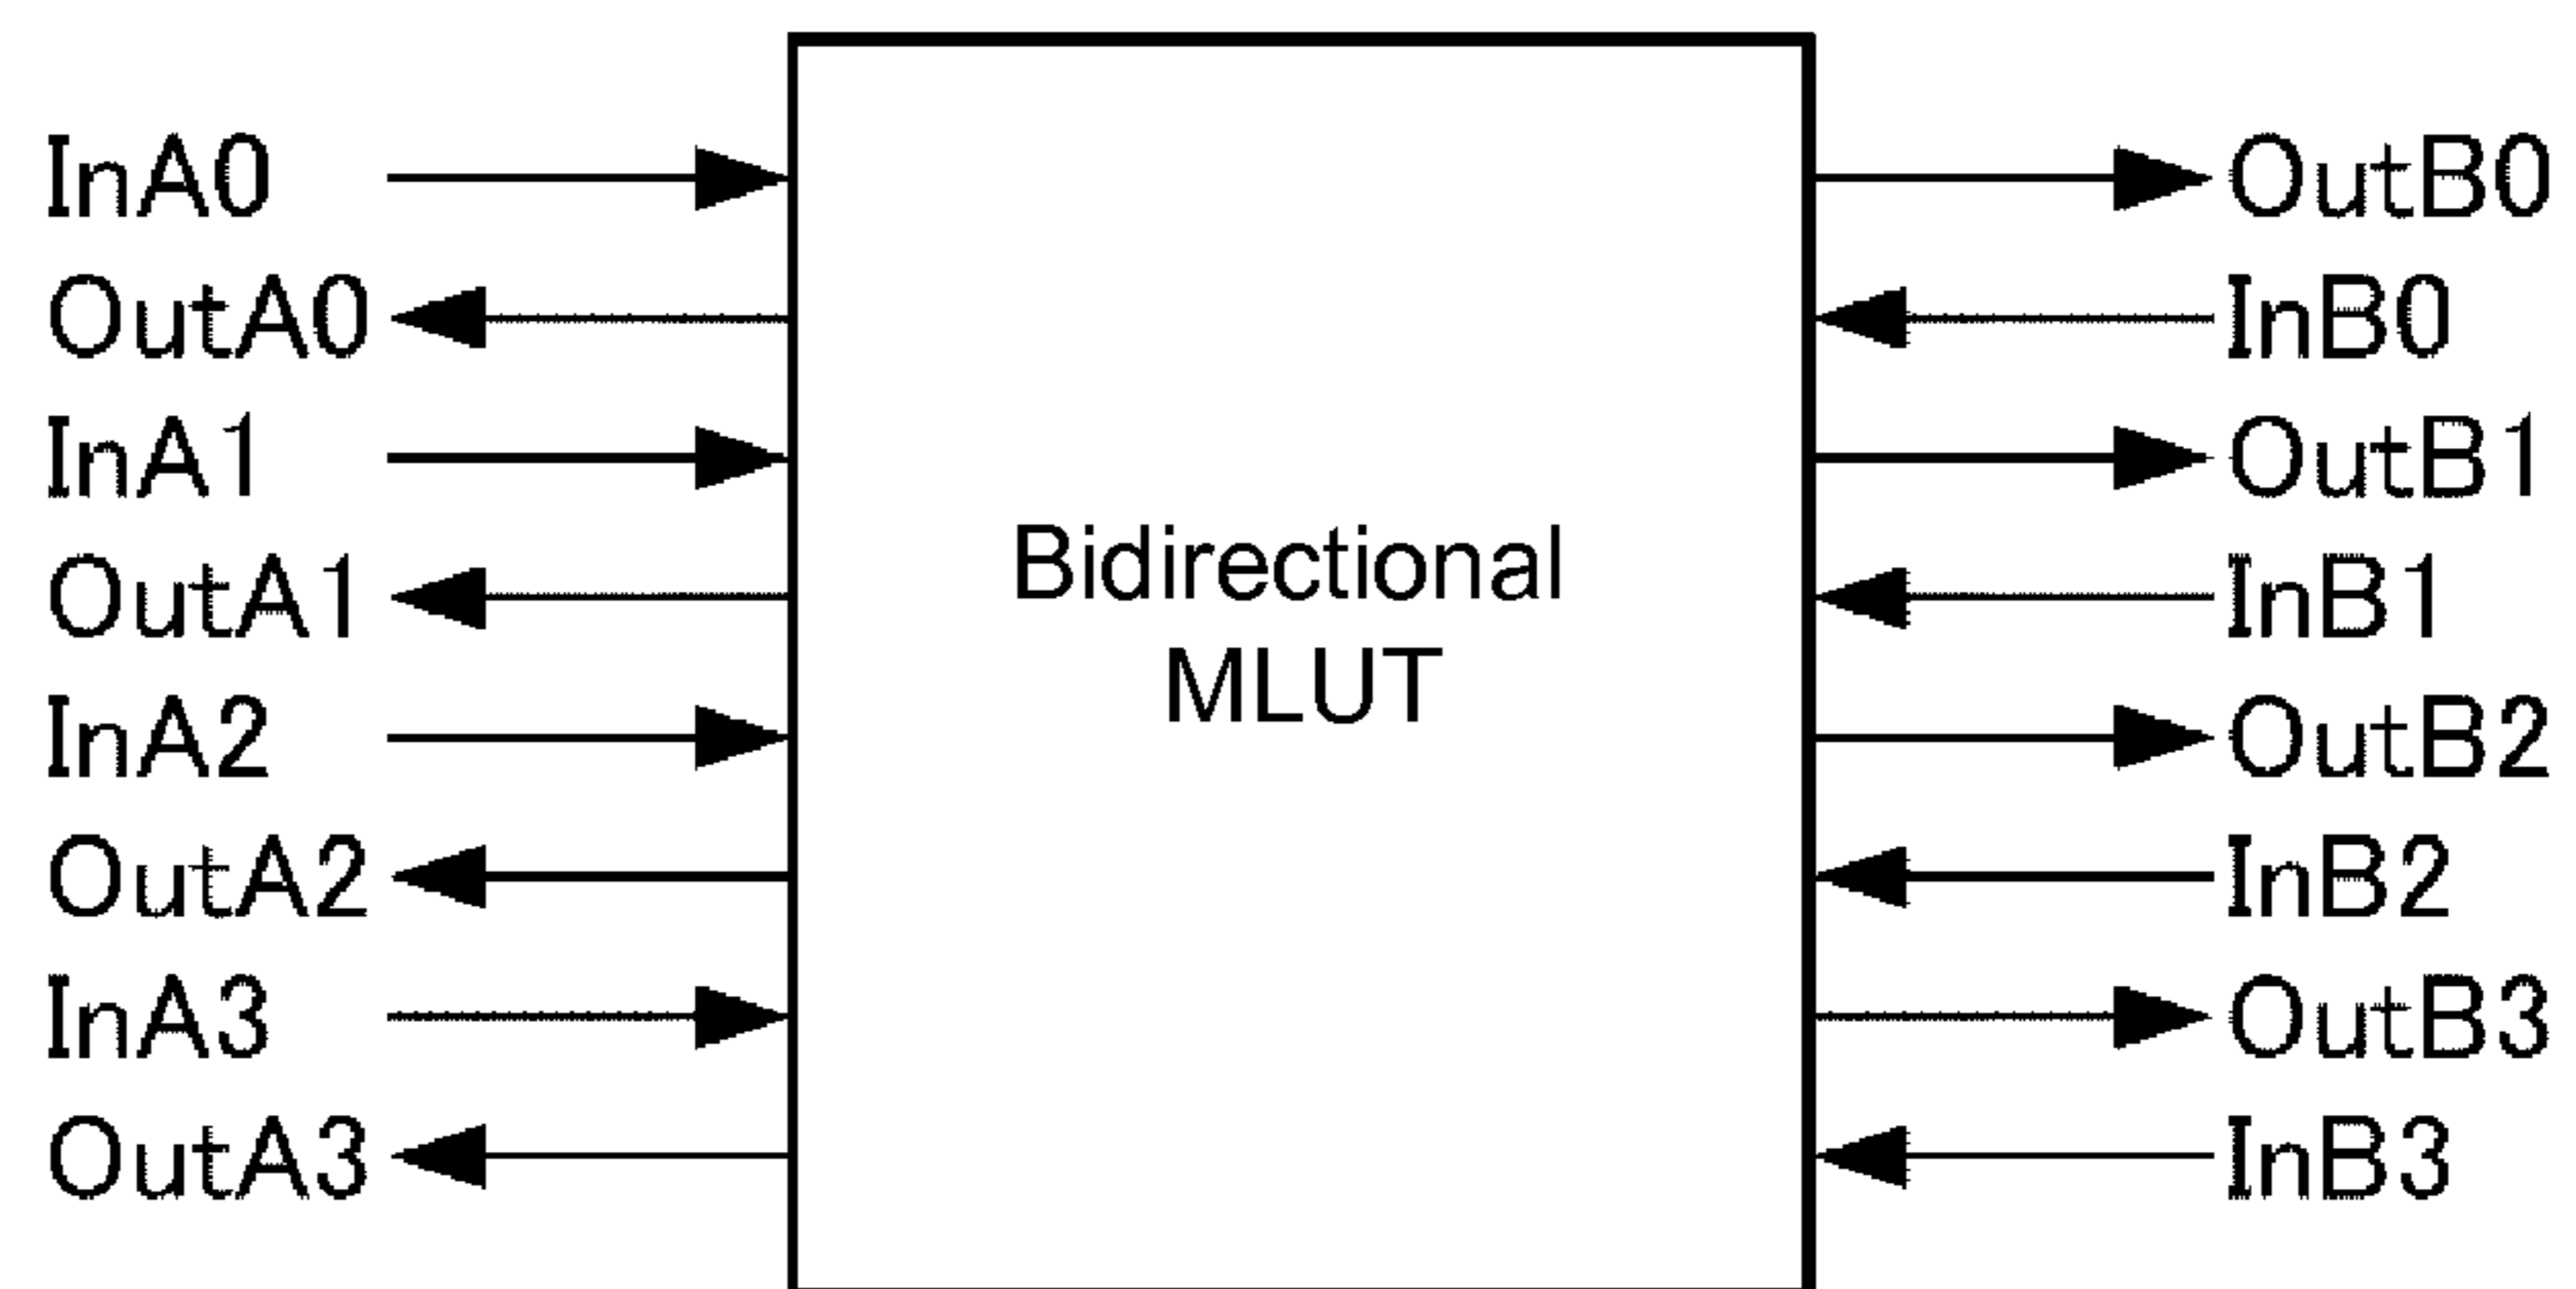 InA0
OutA0
InA1
OutA1
InA2
OutA2
InA3
OutA3
Bidirectional
MLUT
OutB0
InB0
OutB1
InB1
OutB2
InB2
OutB3
InB3